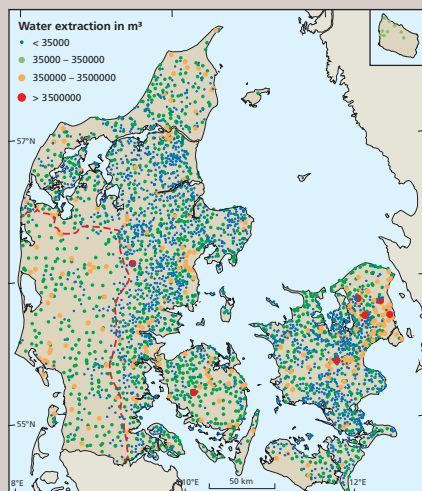 Water extraction in m³
< 35000
35000 – 350000
350000 – 3500000
> 3500000
57°N
55°N
8°E
10°E
50 km
12°E